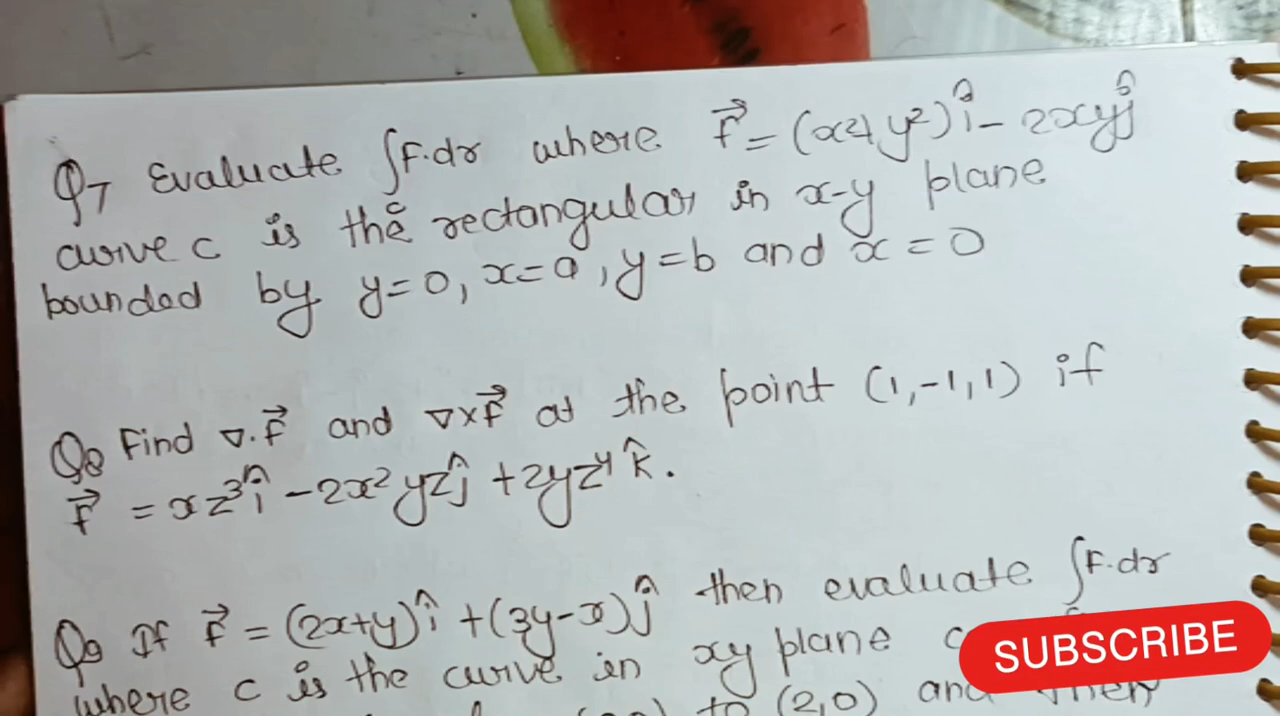 Q7 Evaluate ∫F.dr where F⃗ = (x2+y²)î - 2xyĵ
c
curve c is the rectangular in x-y plane
bounded by y=0, x=a, y=b and x=0
Q8 Find ∇.F⃗ and ∇×F⃗ at the point (1,-1,1) if
F⃗ = xz³î - 2x²yzĵ + 2yz⁴k̂.
Q9 If F⃗ = (2x+y)î + (3y-x)ĵ then evaluate ∫F.dr
where c is the curve in xy plane
to (2,0) and then
SUBSCRIBE